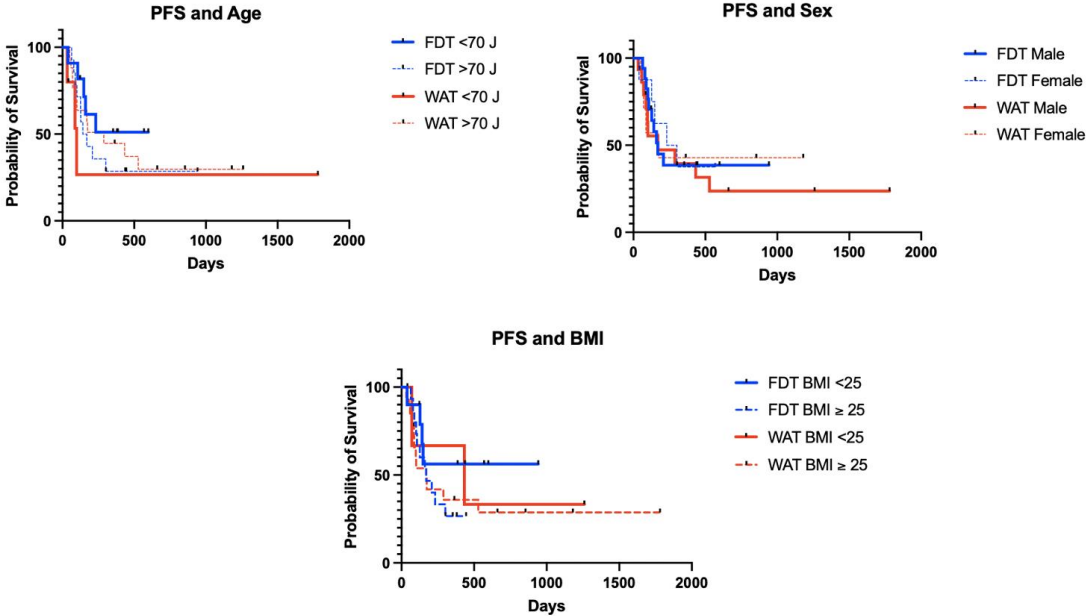 PFS and Age
Probability of Survival
100
50
0
0 500 1000 1500 2000
Days
FDT <70 J
FDT >70 J
WAT <70 J
WAT >70 J
PFS and Sex
Probability of Survival
100
50
0
0 500 1000 1500 2000
Days
FDT Male
FDT Female
WAT Male
WAT Female
PFS and BMI
Probability of Survival
100
50
0
0 500 1000 1500 2000
Days
FDT BMI <25
FDT BMI ≥ 25
WAT BMI <25
WAT BMI ≥ 25